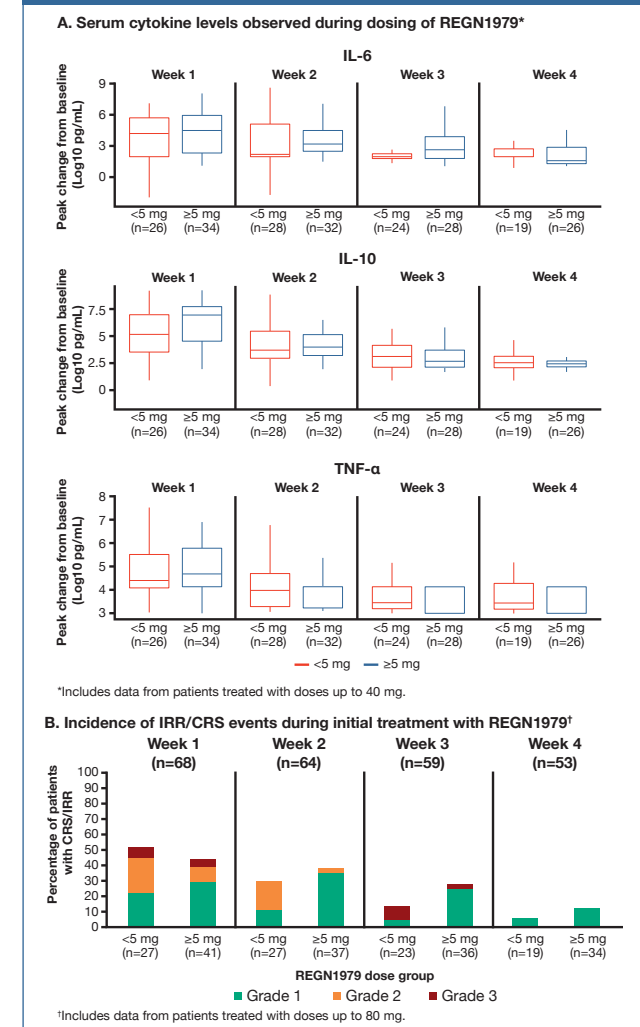 A. Serum cytokine levels observed during dosing of REGN1979*
IL-6
Week 1 Week 2 Week 3 Week 4
Peak change from baseline
(Log10 pg/mL)
9
6
3
0
<5 mg ≥5 mg <5 mg ≥5 mg <5 mg ≥5 mg <5 mg ≥5 mg
(n=26) (n=34) (n=28) (n=32) (n=24) (n=28) (n=19) (n=26)
IL-10
Week 1 Week 2 Week 3 Week 4
Peak change from baseline
(Log10 pg/mL)
7.5
5
2.5
0
<5 mg ≥5 mg <5 mg ≥5 mg <5 mg ≥5 mg <5 mg ≥5 mg
(n=26) (n=34) (n=28) (n=32) (n=24) (n=28) (n=19) (n=26)
TNF-α
Week 1 Week 2 Week 3 Week 4
Peak change from baseline
(Log10 pg/mL)
8
7
6
5
4
3
<5 mg ≥5 mg <5 mg ≥5 mg <5 mg ≥5 mg <5 mg ≥5 mg
(n=26) (n=34) (n=28) (n=32) (n=24) (n=28) (n=19) (n=26)
<5 mg ≥5 mg
*Includes data from patients treated with doses up to 40 mg.
B. Incidence of IRR/CRS events during initial treatment with REGN1979†
Week 1 Week 2 Week 3 Week 4
(n=68) (n=64) (n=59) (n=53)
Percentage of patients
with CRS/IRR
100
90
80
70
60
50
40
30
20
10
0
<5 mg ≥5 mg <5 mg ≥5 mg <5 mg ≥5 mg <5 mg ≥5 mg
(n=27) (n=41) (n=27) (n=37) (n=23) (n=36) (n=19) (n=34)
REGN1979 dose group
Grade 1 Grade 2 Grade 3
†Includes data from patients treated with doses up to 80 mg.